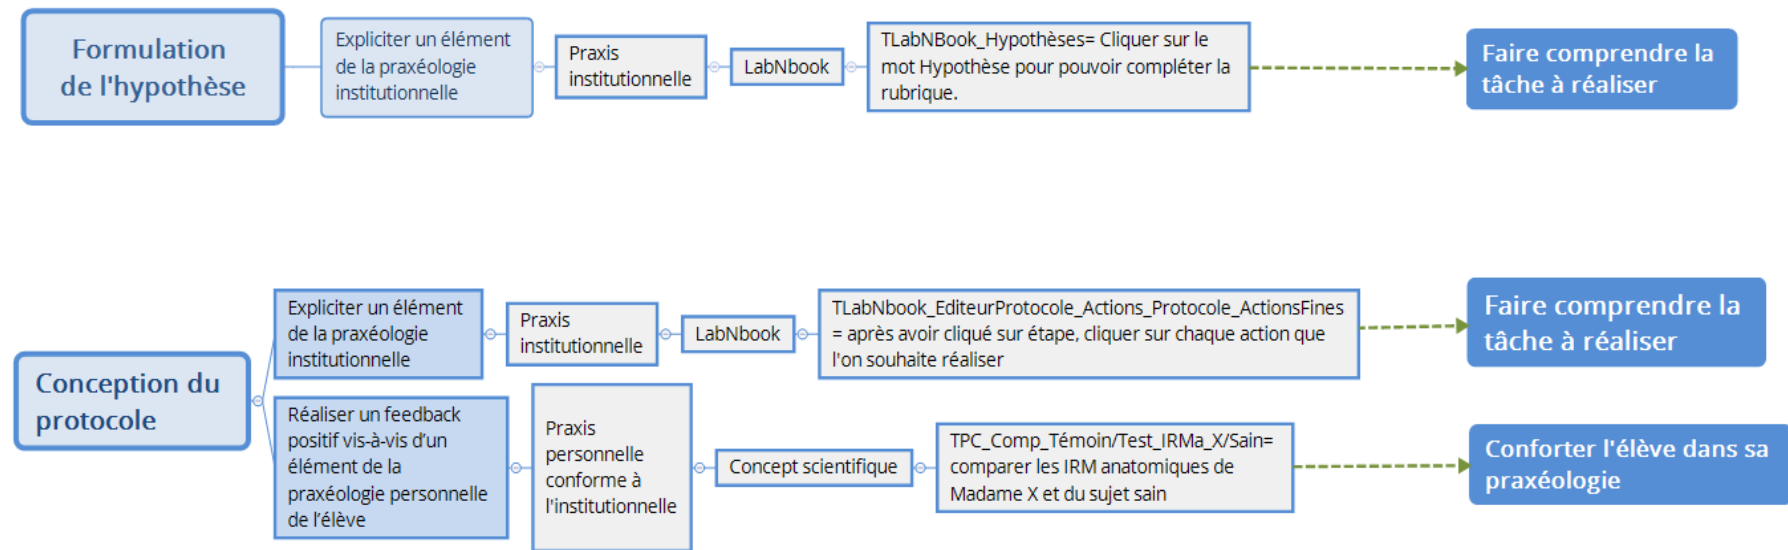 Formulation
de l'hypothèse
Expliciter un élément
de la praxéologie
institutionnelle
Praxis
institutionnelle
LabNbook
TLabNBook_Hypothèses= Cliquer sur le
mot Hypothèse pour pouvoir compléter la
rubrique.
Faire comprendre la
tâche à réaliser
Conception du
protocole
Expliciter un élément
de la praxéologie
institutionnelle
Praxis
institutionnelle
LabNbook
TLabNbook_EditeurProtocole_Actions_Protocole_ActionsFines
= après avoir cliqué sur étape, cliquer sur chaque action que
l'on souhaite réaliser
Faire comprendre la
tâche à réaliser
Réaliser un feedback
positif vis-à-vis d’un
élément de la
praxéologie personnelle
de l’élève
Praxis
personnelle
conforme à
l'institutionnelle
Concept scientifique
TPC_Comp_Témoin/Test_IRMa_X/Sain=
comparer les IRM anatomiques de
Madame X et du sujet sain
Conforter l'élève dans sa
praxéologie